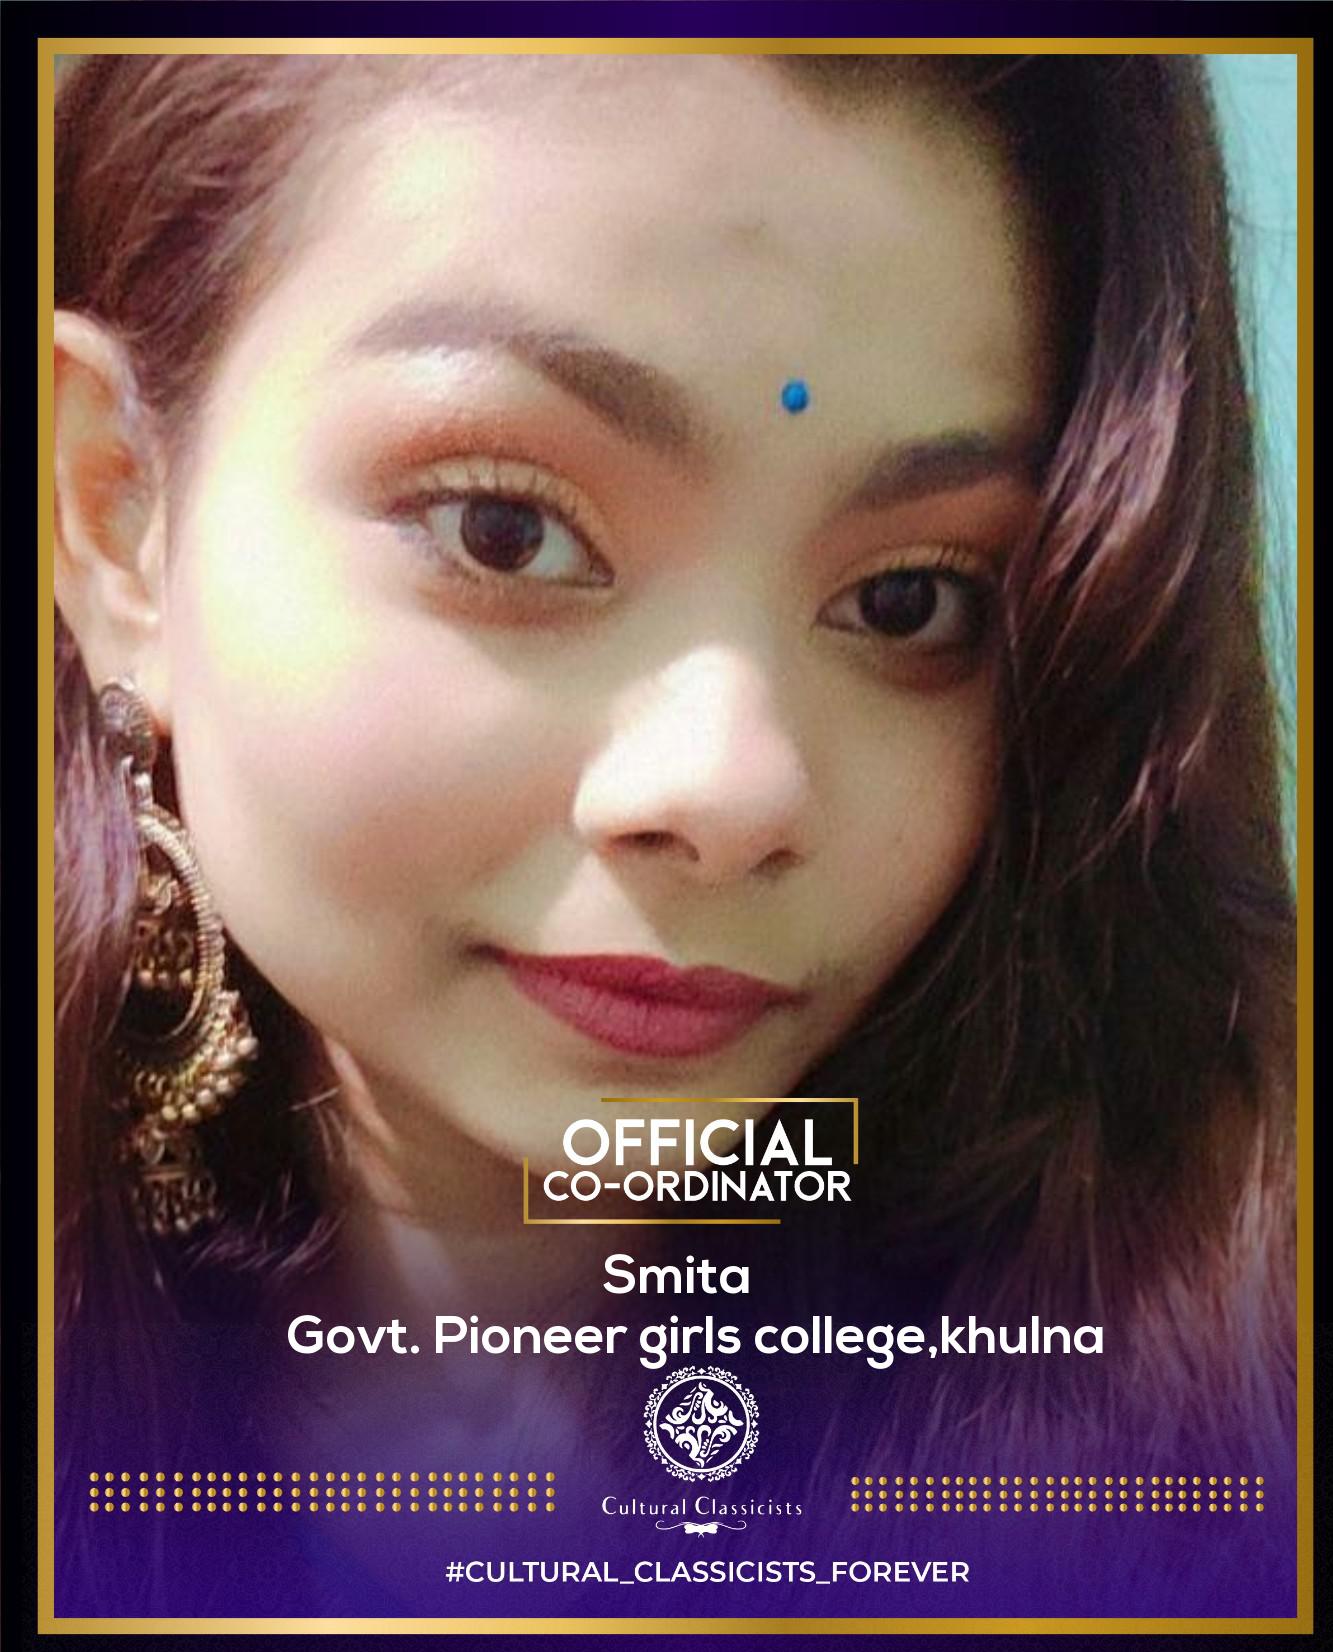 OFFICIAL
CO-ORDINATOR
Smita
Govt. Pioneer girls college,khulna
Cultural Classicists
#CULTURAL_CLASSICISTS_FOREVER